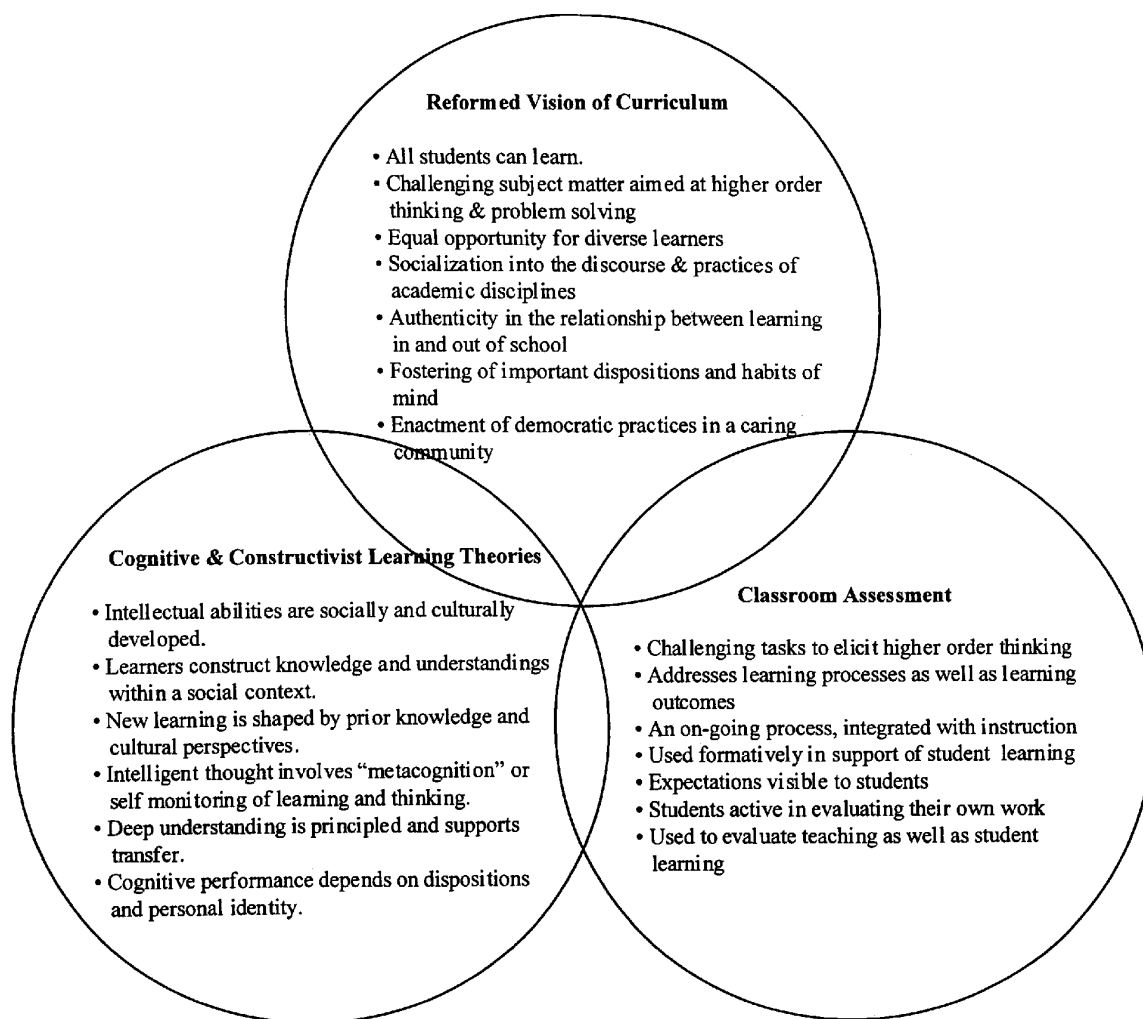 Reformed Vision of Curriculum
• All students can learn.
• Challenging subject matter aimed at higher order
thinking & problem solving
• Equal opportunity for diverse learners
• Socialization into the discourse & practices of
academic disciplines
• Authenticity in the relationship between learning
in and out of school
• Fostering of important dispositions and habits of
mind
• Enactment of democratic practices in a caring
community
Cognitive & Constructivist Learning Theories
• Intellectual abilities are socially and culturally
developed.
• Learners construct knowledge and understandings
within a social context.
• New learning is shaped by prior knowledge and
cultural perspectives.
• Intelligent thought involves “metacognition” or
self monitoring of learning and thinking.
• Deep understanding is principled and supports
transfer.
• Cognitive performance depends on dispositions
and personal identity.
Classroom Assessment
• Challenging tasks to elicit higher order thinking
• Addresses learning processes as well as learning
outcomes
• An on-going process, integrated with instruction
• Used formatively in support of student learning
• Expectations visible to students
• Students active in evaluating their own work
• Used to evaluate teaching as well as student
learning